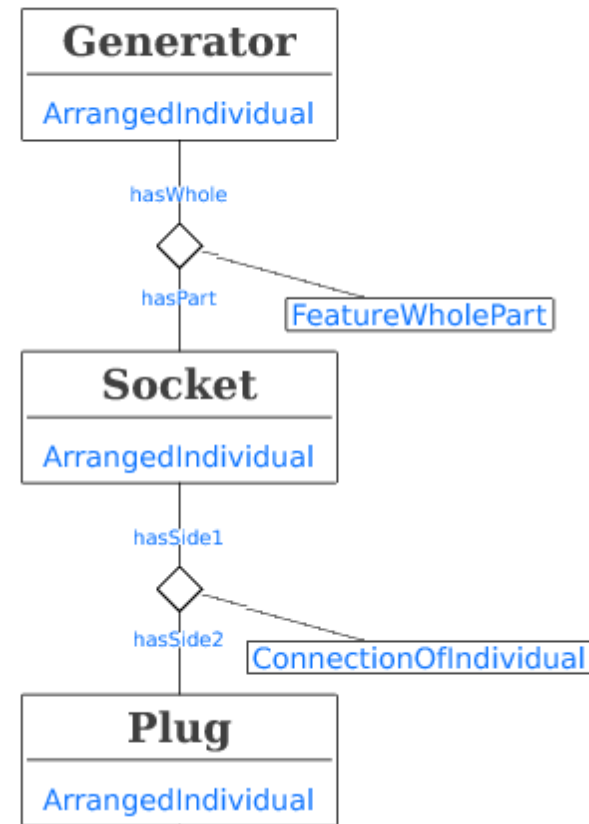 Generator
ArrangedIndividual
hasWhole
hasPart
FeatureWholePart
Socket
ArrangedIndividual
hasSide1
hasSide2
ConnectionOfIndividual
Plug
ArrangedIndividual